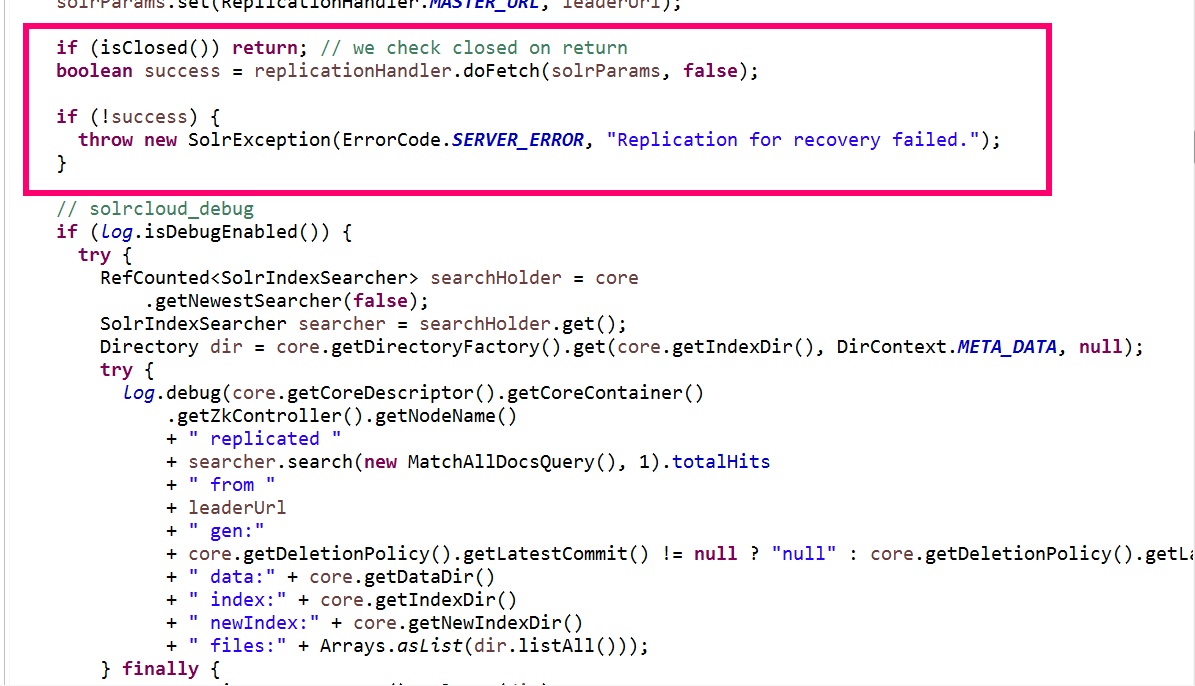 solrParams.set(ReplicationHandler.MASTER_URL, leaderUrl);
if (isClosed()) return; // we check closed on return
boolean success = replicationHandler.doFetch(solrParams, false);
if (!success) {
throw new SolrException(ErrorCode.SERVER_ERROR, "Replication for recovery failed.");
}
// solrcloud_debug
if (log.isDebugEnabled()) {
try {
RefCounted<SolrIndexSearcher> searchHolder = core
.getNewestSearcher(false);
SolrIndexSearcher searcher = searchHolder.get();
Directory dir = core.getDirectoryFactory().get(core.getIndexDir(), DirContext.META_DATA, null);
try {
log.debug(core.getCoreDescriptor().getCoreContainer()
.getZkController().getNodeName()
+ " replicated "
+ searcher.search(new MatchAllDocsQuery(), 1).totalHits
+ " from "
+ leaderUrl
+ " gen:"
+ core.getDeletionPolicy().getLatestCommit() != null ? "null" : core.getDeletionPolicy().getLa
+ " data:" + core.getDataDir()
+ " index:" + core.getIndexDir()
+ " newIndex:" + core.getNewIndexDir()
+ " files:" + Arrays.asList(dir.listAll()));
} finally {